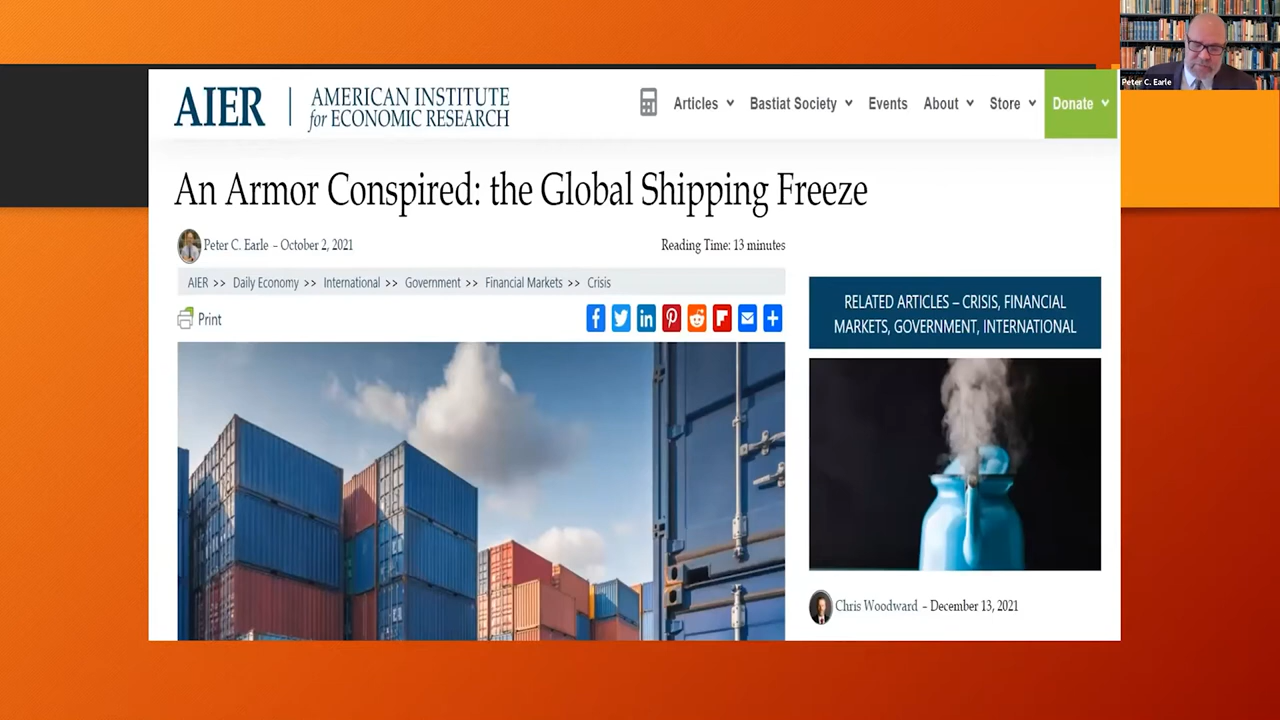 Peter C. Earle
AIER
AMERICAN INSTITUTE
for ECONOMIC RESEARCH
Articles
Bastiat Society
Events
About
Store
Donate
An Armor Conspired: the Global Shipping Freeze
Peter C. Earle – October 2, 2021
Reading Time: 13 minutes
AIER >> Daily Economy >> International >> Government >> Financial Markets >> Crisis
Print
RELATED ARTICLES – CRISIS, FINANCIAL
MARKETS, GOVERNMENT, INTERNATIONAL
Chris Woodward – December 13, 2021